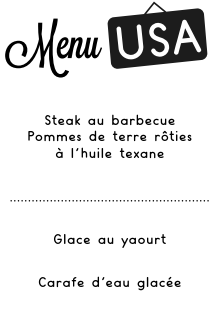 Menu USA
Steak au barbecue
Pommes de terre rôties
à l'huile texane
Glace au yaourt
Carafe d'eau glacée